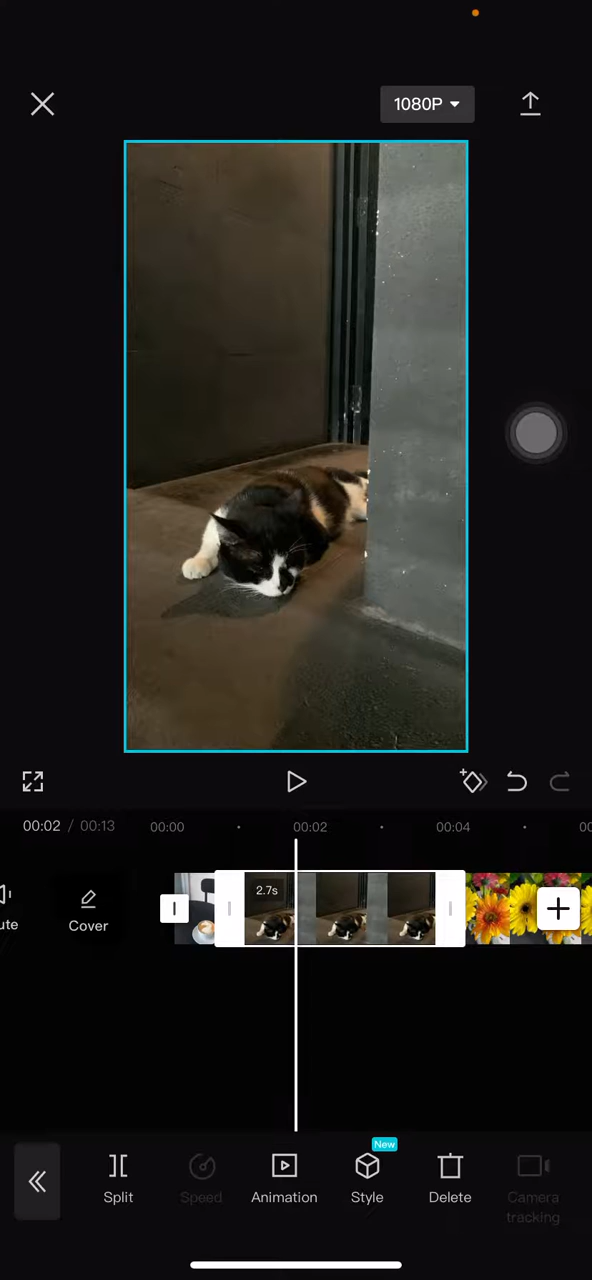 1080P
00:02 / 00:13
00:00
00:02
00:04
00
2.7s
ute
Cover
New
Split
Speed
Animation
Style
Delete
Camera
tracking